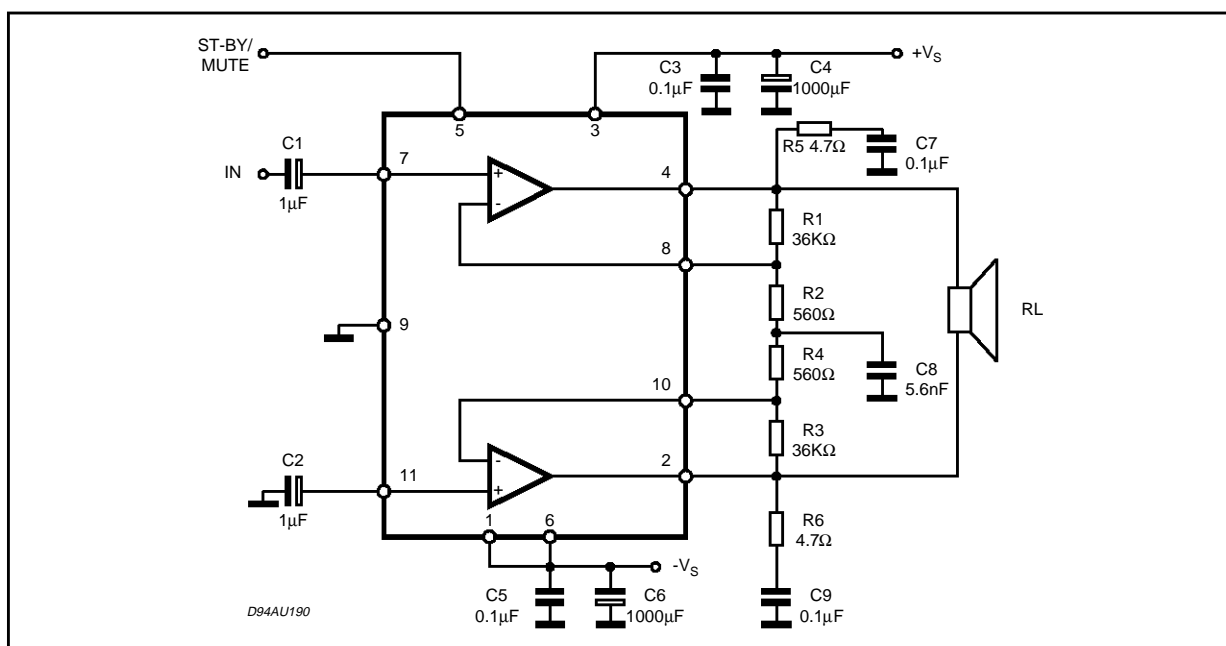 ST-BY/
MUTE
C3
0.1µF
C4
1000µF
+VS
5
3
R5 4.7Ω
C7
0.1µF
IN
C1
1µF
7
+
-
4
8
R1
36KΩ
R2
560Ω
RL
9
R4
560Ω
C8
5.6nF
10
R3
36KΩ
C2
1µF
11
-
+
2
1
6
R6
4.7Ω
-VS
C5
0.1µF
C6
1000µF
C9
0.1µF
D94AU190